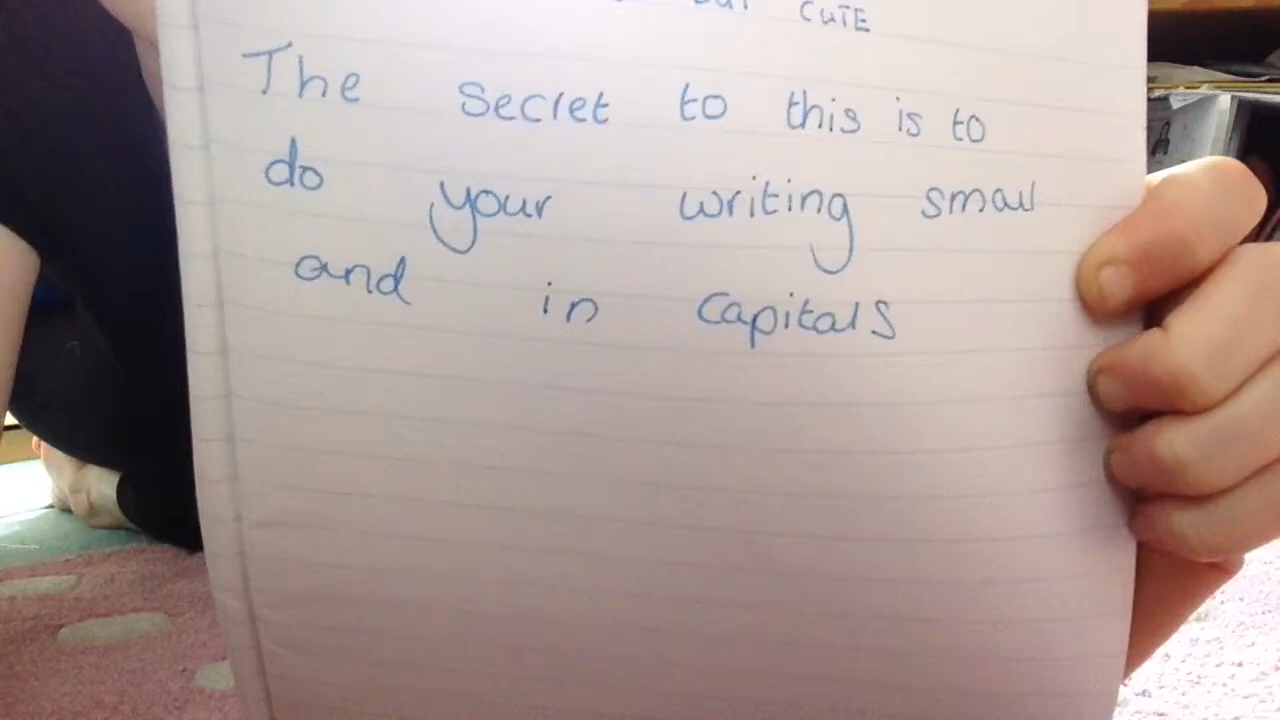 CUTE
The secret to this is to
do your writing small
and in capitals